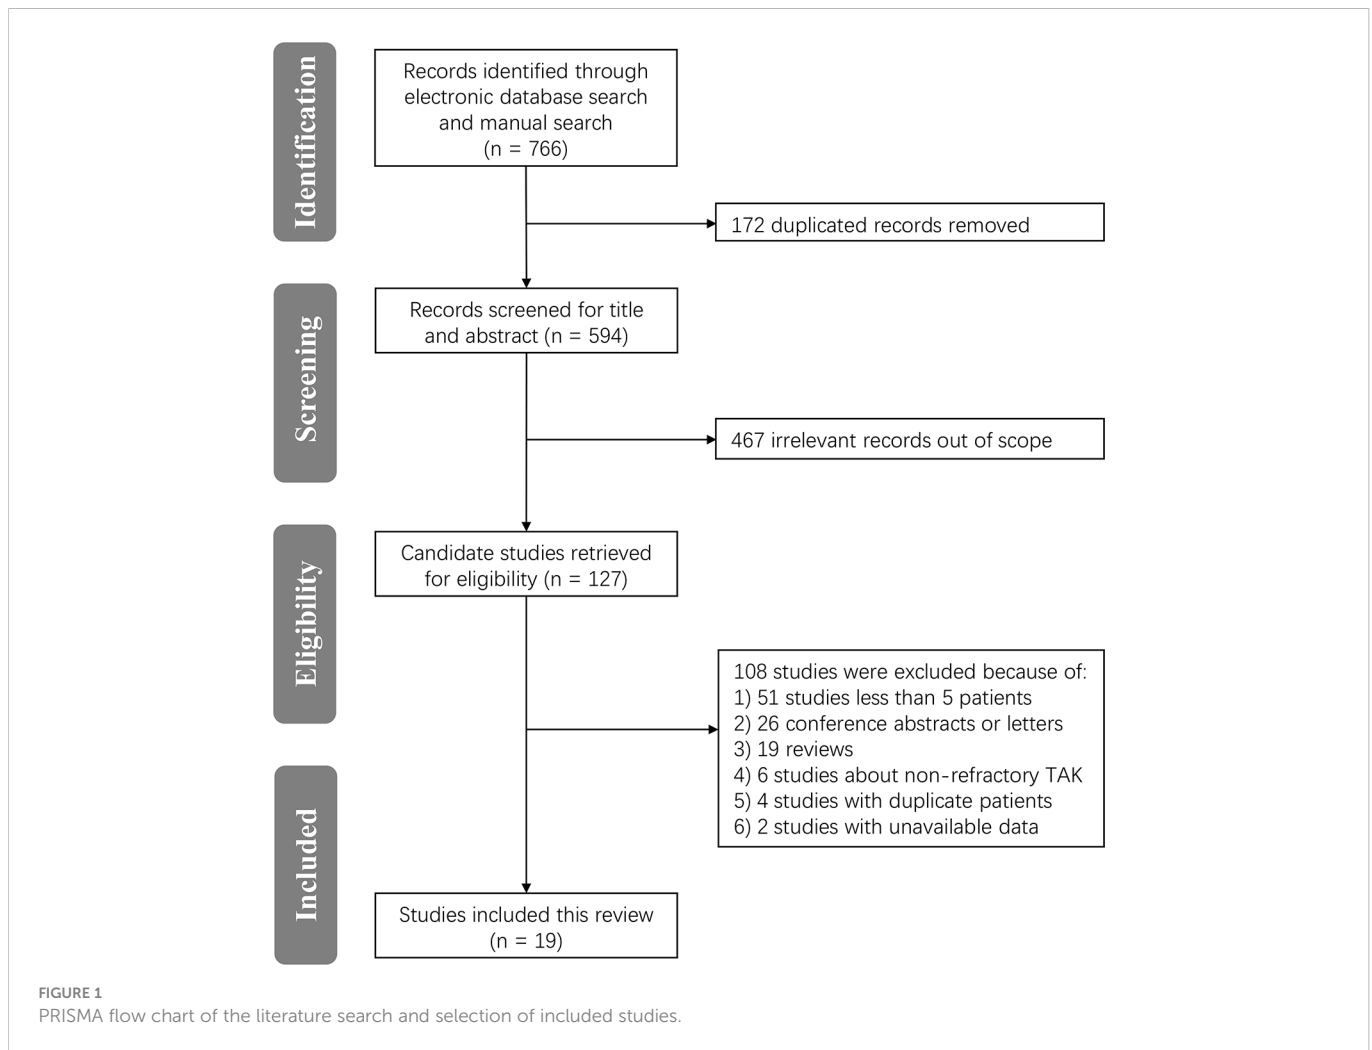 Identification
Records identified through
electronic database search
and manual search
(n = 766)
172 duplicated records removed
Screening
Records screened for title
and abstract (n = 594)
467 irrelevant records out of scope
Eligibility
Candidate studies retrieved
for eligibility (n = 127)
108 studies were excluded because of:
1) 51 studies less than 5 patients
2) 26 conference abstracts or letters
3) 19 reviews
4) 6 studies about non-refractory TAK
5) 4 studies with duplicate patients
6) 2 studies with unavailable data
Included
Studies included this review
(n = 19)
FIGURE 1
PRISMA flow chart of the literature search and selection of included studies.